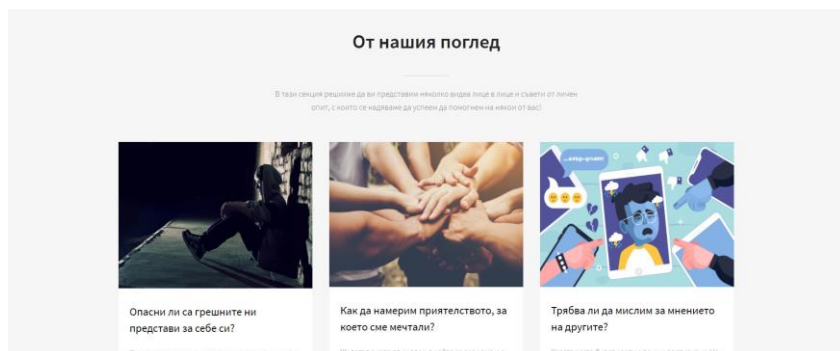 От нашия поглед
В тази секция решихме да ви представим няколко видеа лице в лице и съвети от личен
опит, с които се надяваме да успеем да помогнем на някои от вас!
Опасни ли са грешните ни
представи за себе си?
Как да намерим приятелството, за
което сме мечтали?
Трябва ли да мислим за мнението
на другите?